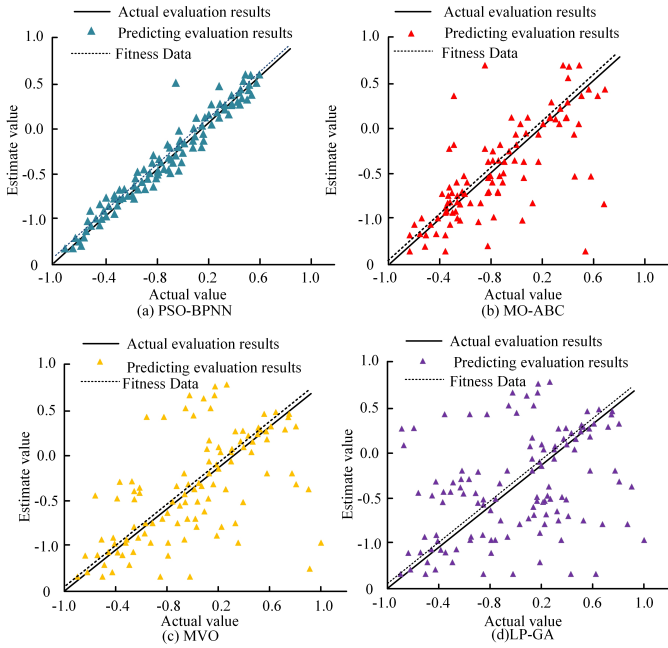 Actual evaluation results
Predicting evaluation results
Fitness Data
1.0
0.5
0.0
-0.5
-1.0
0
Estimate value
-1.0 -0.4 -0.8 0.2 0.6 1.0
Actual value
(a) PSO-BPNN
Actual evaluation results
Predicting evaluation results
Fitness Data
1.0
0.5
0.0
-0.5
-1.0
0
Estimate value
-1.0 -0.4 -0.8 0.2 0.6 1.0
Actual value
(b) MO-ABC
Actual evaluation results
Predicting evaluation results
Fitness Data
1.0
0.5
0.0
-0.5
-1.0
0
Estimate value
-1.0 -0.4 -0.8 0.2 0.6 1.0
Actual value
(c) MVO
Actual evaluation results
Predicting evaluation results
Fitness Data
1.0
0.5
0.0
-0.5
-1.0
0
Estimate value
-1.0 -0.4 -0.8 0.2 0.6 1.0
Actual value
(d)LP-GA